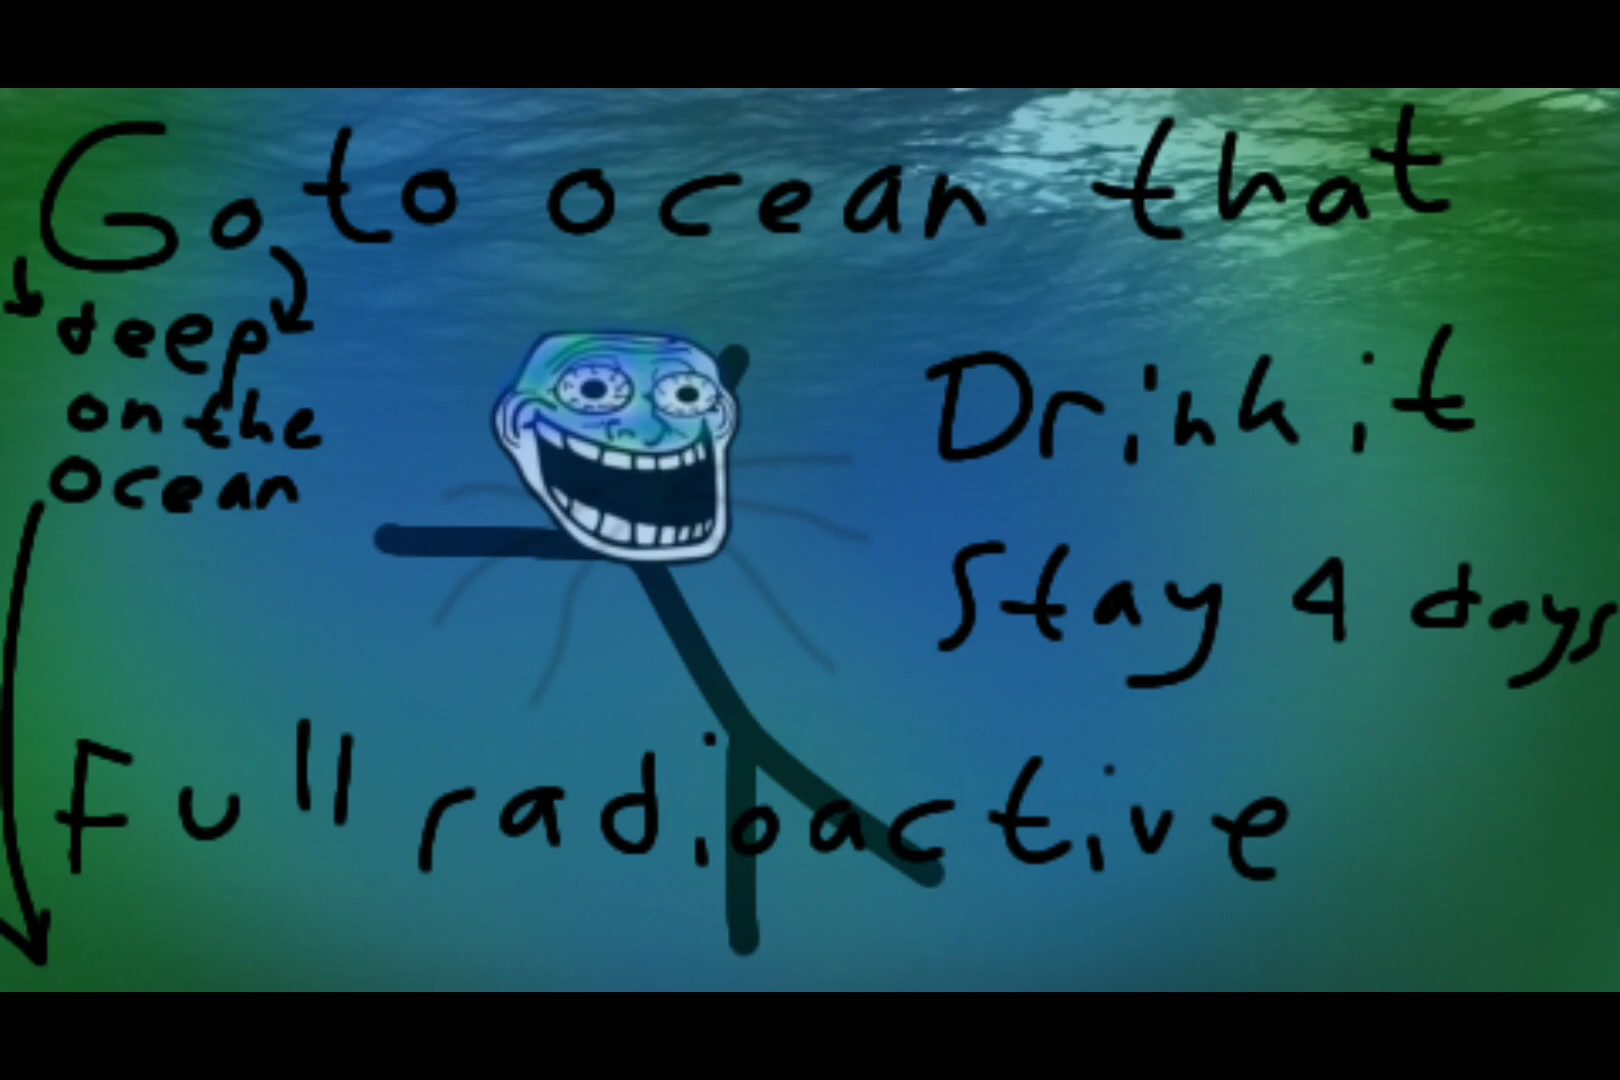 Go to ocean that
deep
on the
ocean
Drink it
Stay 4 days
Full radioactive